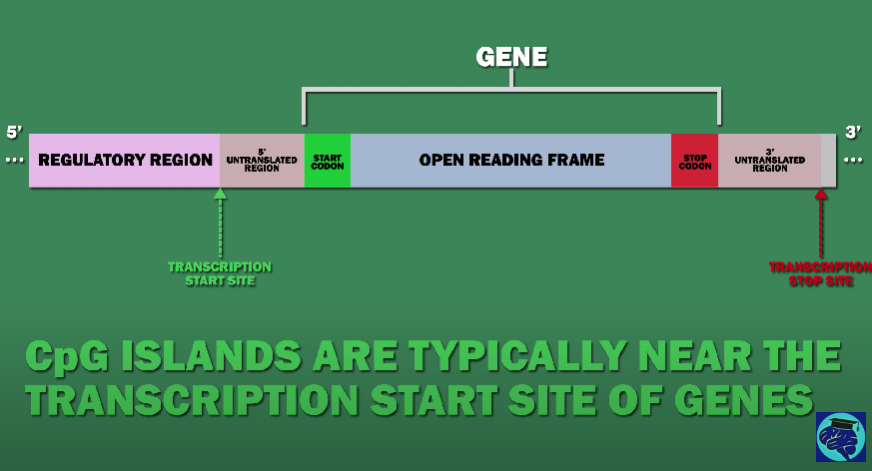 GENE
5'
3'
...
REGULATORY REGION
5'
UNTRANSLATED
REGION
START
CODON
OPEN READING FRAME
STOP
CODON
3'
UNTRANSLATED
REGION
...
TRANSCRIPTION
START SITE
TRANSCRIPTION
STOP SITE
CpG ISLANDS ARE TYPICALLY NEAR THE
TRANSCRIPTION START SITE OF GENES